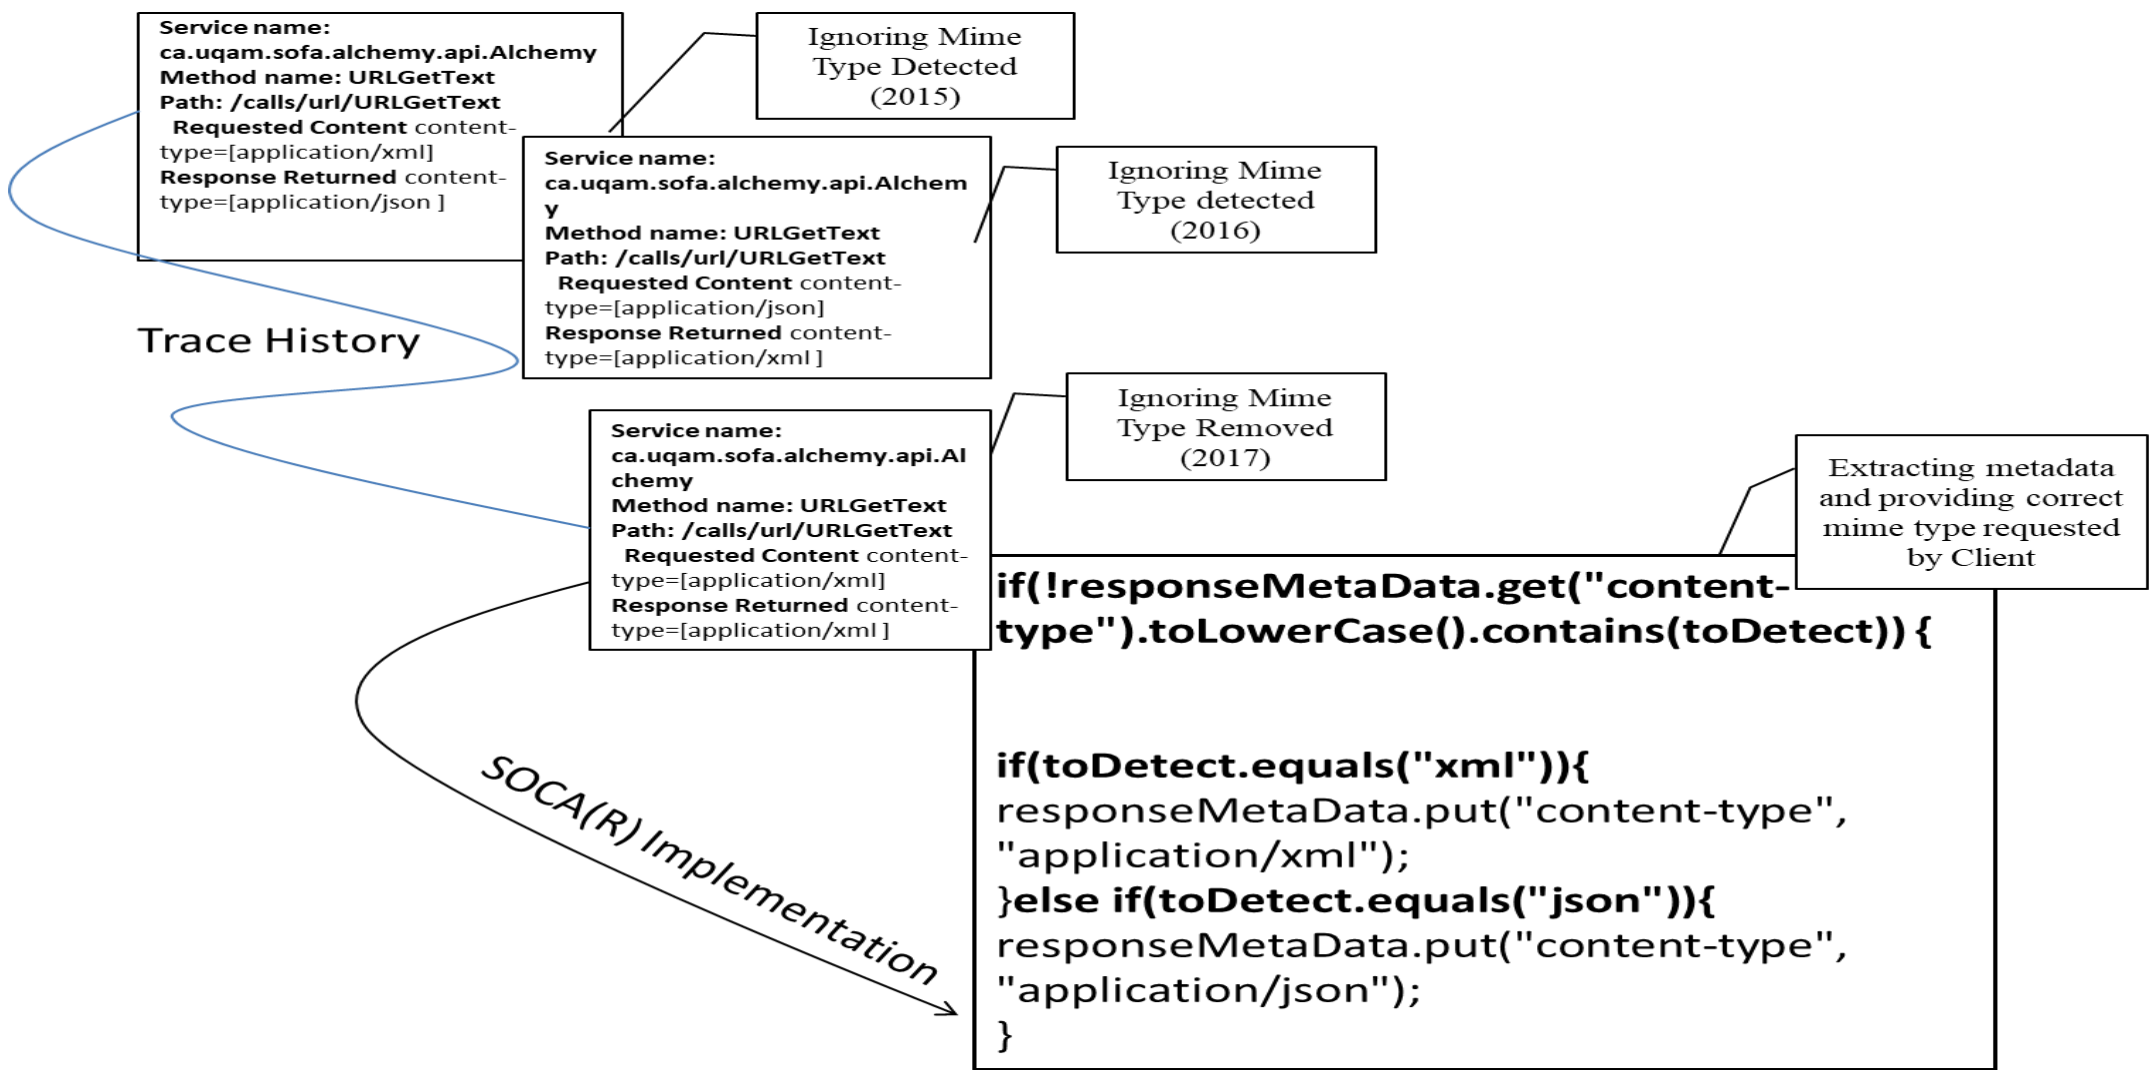 Service name:
ca.uqam.sofa.alchemy.api.Alchemy
Method name: URLGetText
Path: /calls/url/URLGetText
Requested Content content-
type=[application/xml]
Response Returned content-
type=[application/json ]
Ignoring Mime
Type Detected
(2015)
Service name:
ca.uqam.sofa.alchemy.api.Alchem
y
Method name: URLGetText
Path: /calls/url/URLGetText
Requested Content content-
type=[application/json]
Response Returned content-
type=[application/xml ]
Ignoring Mime
Type detected
(2016)
Trace History
Service name:
ca.uqam.sofa.alchemy.api.Al
chemy
Method name: URLGetText
Path: /calls/url/URLGetText
Requested Content content-
type=[application/xml]
Response Returned content-
type=[application/xml ]
Ignoring Mime
Type Removed
(2017)
Extracting metadata
and providing correct
mime type requested
by Client
SOCA(R) Implementation
if(!responseMetaData.get("content-
type").toLowerCase().contains(toDetect)) {
if(toDetect.equals("xml")){
responseMetaData.put("content-type",
"application/xml");
}else if(toDetect.equals("json")){
responseMetaData.put("content-type",
"application/json");
}